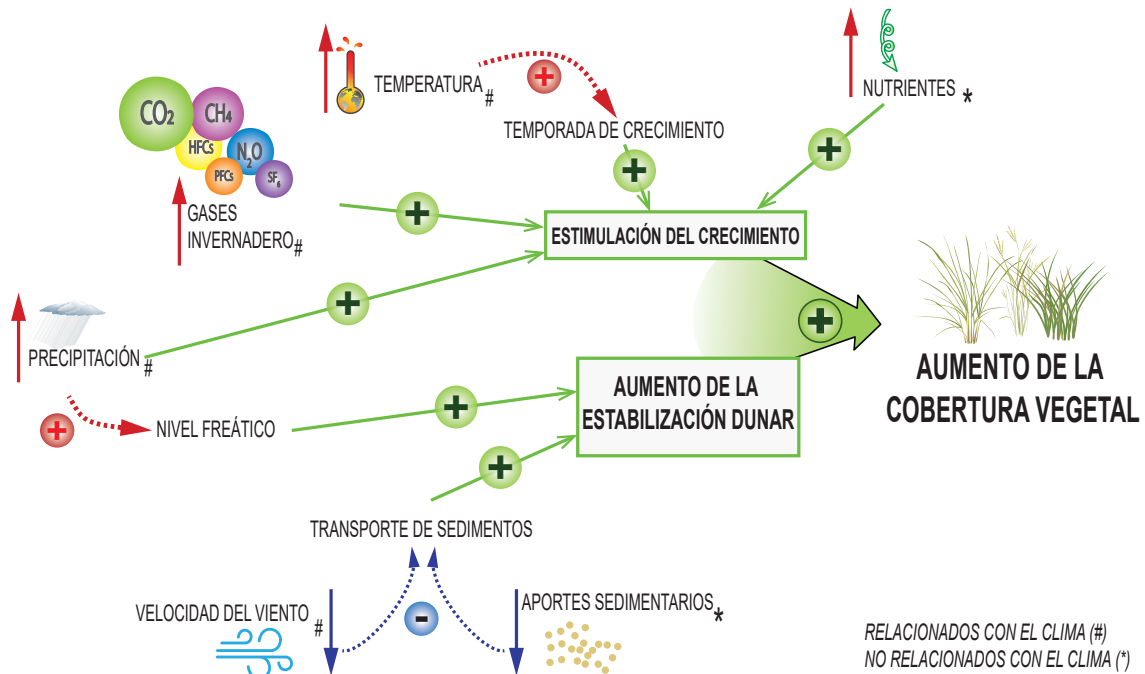 TEMPERATURA #
NUTRIENTES *
TEMPORADA DE CRECIMIENTO
CO2
CH4
HFCs
N2O
PFCs
SF6
GASES
INVERNADERO #
ESTIMULACIÓN DEL CRECIMIENTO
PRECIPITACIÓN #
NIVEL FREÁTICO
AUMENTO DE LA
ESTABILIZACIÓN DUNAR
AUMENTO DE LA
COBERTURA VEGETAL
TRANSPORTE DE SEDIMENTOS
VELOCIDAD DEL VIENTO #
APORTES SEDIMENTARIOS *
RELACIONADOS CON EL CLIMA (#)
NO RELACIONADOS CON EL CLIMA (*)